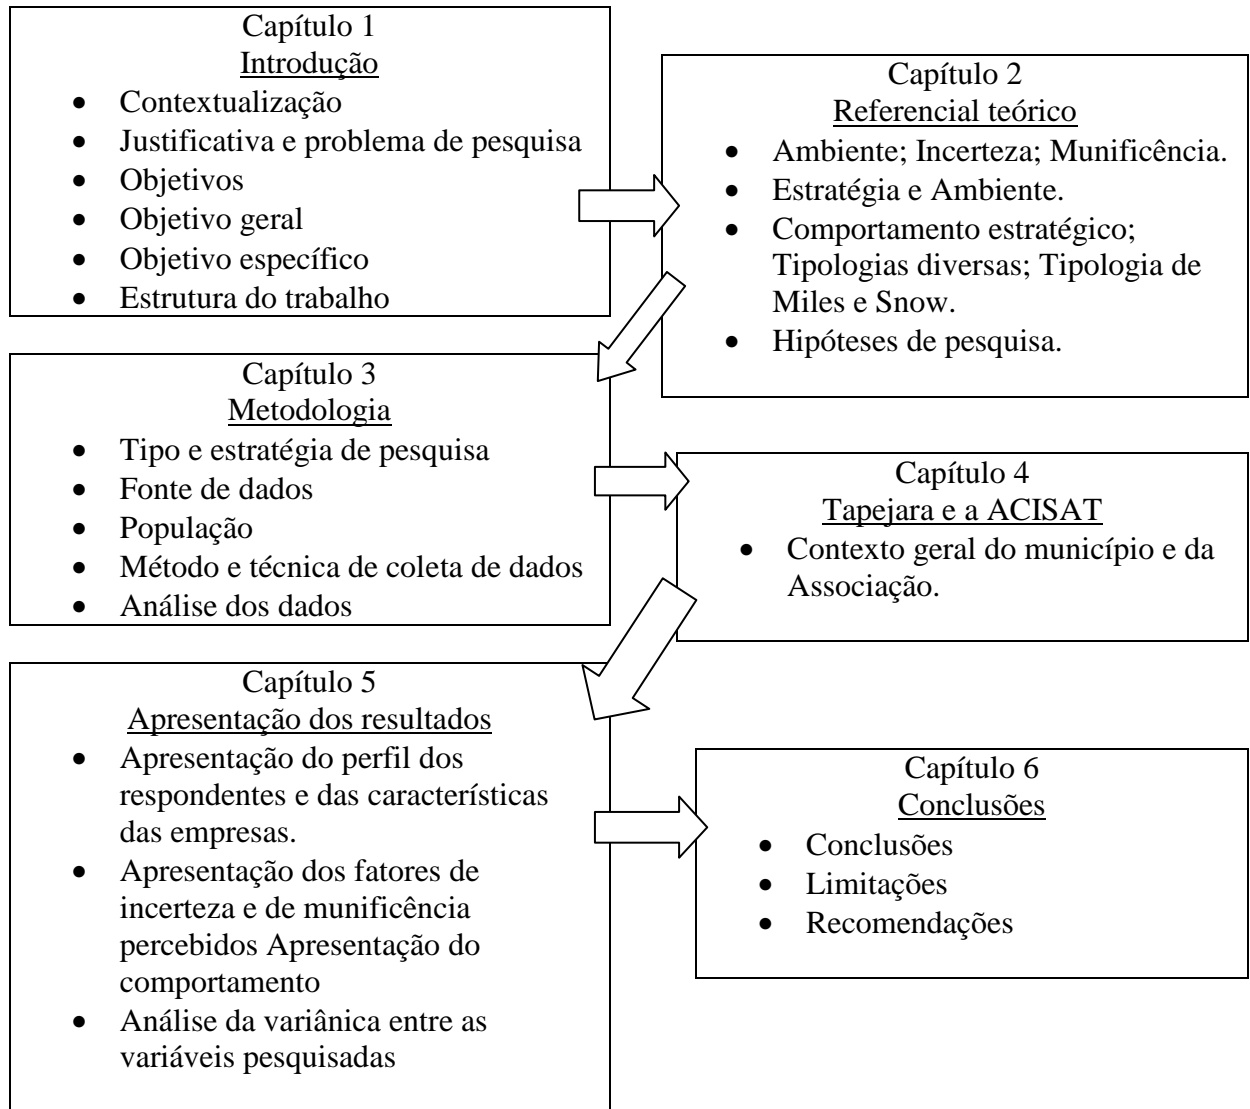 Capítulo 1
Introdução
• Contextualização
• Justificativa e problema de pesquisa
• Objetivos
• Objetivo geral
• Objetivo específico
• Estrutura do trabalho
Capítulo 2
Referencial teórico
• Ambiente; Incerteza; Munificência.
• Estratégia e Ambiente.
• Comportamento estratégico;
Tipologias diversas; Tipologia de
Miles e Snow.
• Hipóteses de pesquisa.
Capítulo 3
Metodologia
• Tipo e estratégia de pesquisa
• Fonte de dados
• População
• Método e técnica de coleta de dados
• Análise dos dados
Capítulo 4
Tapejara e a ACISAT
• Contexto geral do município e da
Associação.
Capítulo 5
Apresentação dos resultados
• Apresentação do perfil dos
respondentes e das características
das empresas.
• Apresentação dos fatores de
incerteza e de munificência
percebidos Apresentação do
comportamento
• Análise da variânica entre as
variáveis pesquisadas
Capítulo 6
Conclusões
• Conclusões
• Limitações
• Recomendações